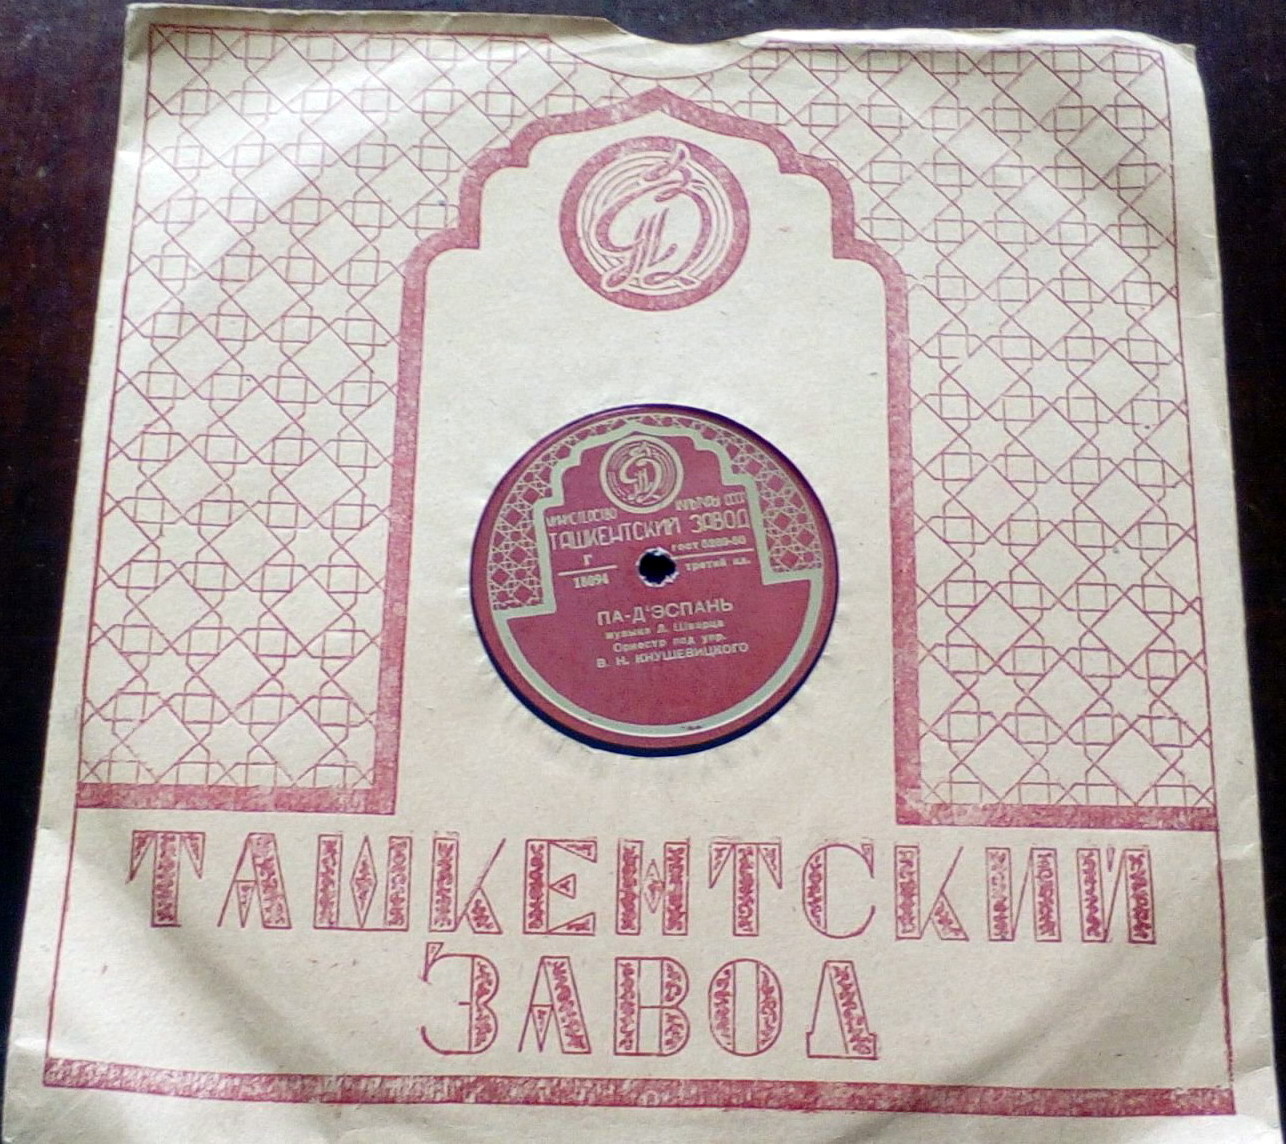 МИНИСТЕРСТВО КУЛЬТУРЫ СССР
ТАШКЕНТСКИЙ ЗАВОД
Г ГОСТ 5289-50
18094 третий кл.
ПА-Д'ЭСПАНЬ
музыка Л. Шварца
Оркестр под упр.
В. Н. КНУШЕВИЦКОГО
ТАШКЕНТСКИЙ
ЗАВОД